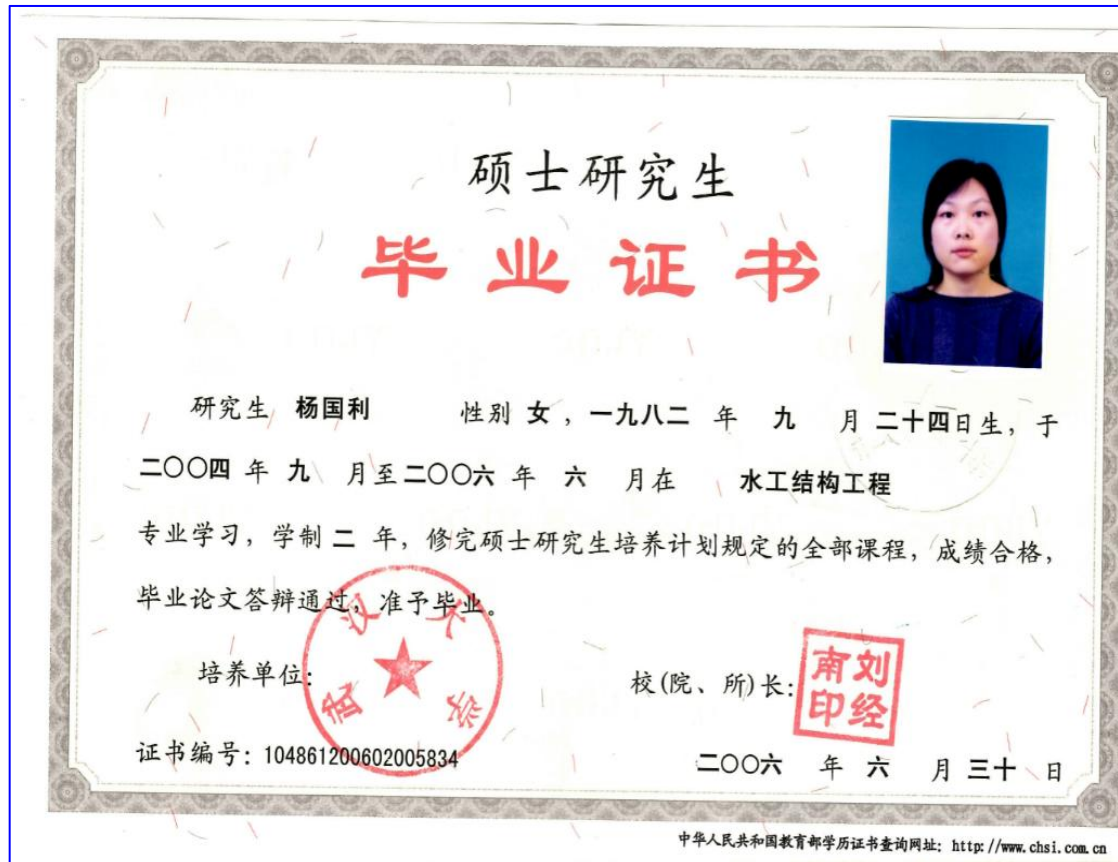 硕士研究生
毕业证书
研究生 杨国利 性别 女，一九八二 年 九 月 二十四日生，于
二〇〇四 年 九 月至二〇〇六 年 六 月在 水工结构工程
专业学习，学制 二 年，修完硕士研究生培养计划规定的全部课程，成绩合格，
毕业论文答辩通过，准予毕业。
培养单位：
武汉大学
校(院、所)长：
刘经南印
证书编号：104861200602005834
二〇〇六 年 六 月 三十 日
中华人民共和国教育部学历证书查询网址：http://www.chsi.com.cn